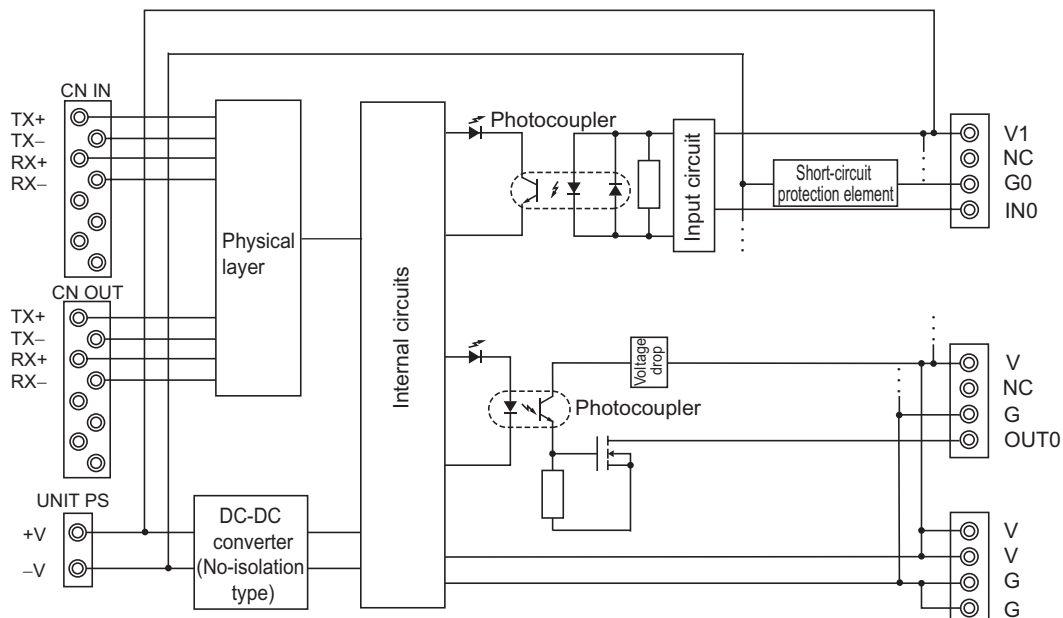 CN IN
TX+
TX−
RX+
RX−
CN OUT
TX+
TX−
RX+
RX−
UNIT PS
+V
−V
Physical
layer
DC-DC
converter
(No-isolation
type)
Internal circuits
Photocoupler
Input circuit
Short-circuit
protection element
V1
NC
G0
IN0
Voltage
drop
Photocoupler
V
NC
G
OUT0
V
V
G
G